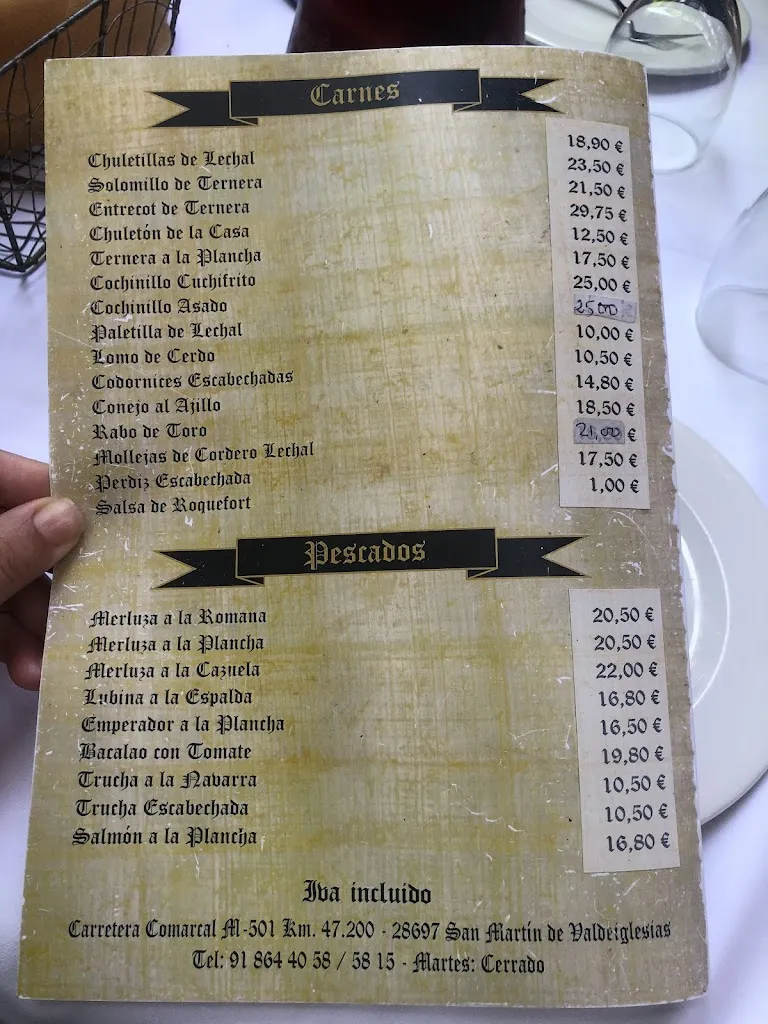 Carnes
Chuletillas de Lechal 18,90 €
Solomillo de Ternera 23,50 €
Entrecot de Ternera 21,50 €
Chuletón de la Casa 29,75 €
Ternera a la Plancha 12,50 €
Cochinillo Cuchifrito 17,50 €
Cochinillo Asado 25,00 €
Paletilla de Lechal 25,00
Lomo de Cerdo 10,00 €
Codornices Escabechadas 10,50 €
Conejo al Ajillo 14,80 €
Rabo de Toro 18,50 €
Mollejas de Cordero Lechal 21,00 €
Perdiz Escabechada 17,50 €
Salsa de Roquefort 1,00 €
Pescados
Merluza a la Romana 20,50 €
Merluza a la Plancha 20,50 €
Merluza a la Cazuela 22,00 €
Lubina a la Espalda 16,80 €
Emperador a la Plancha 16,50 €
Bacalao con Tomate 19,80 €
Trucha a la Navarra 10,50 €
Trucha Escabechada 10,50 €
Salmón a la Plancha 16,80 €
Iva incluido
Carretera Comarcal M-501 Km. 47.200 - 28697 San Martín de Valdeiglesias
Tel: 91 864 40 58 / 58 15 - Martes: Cerrado